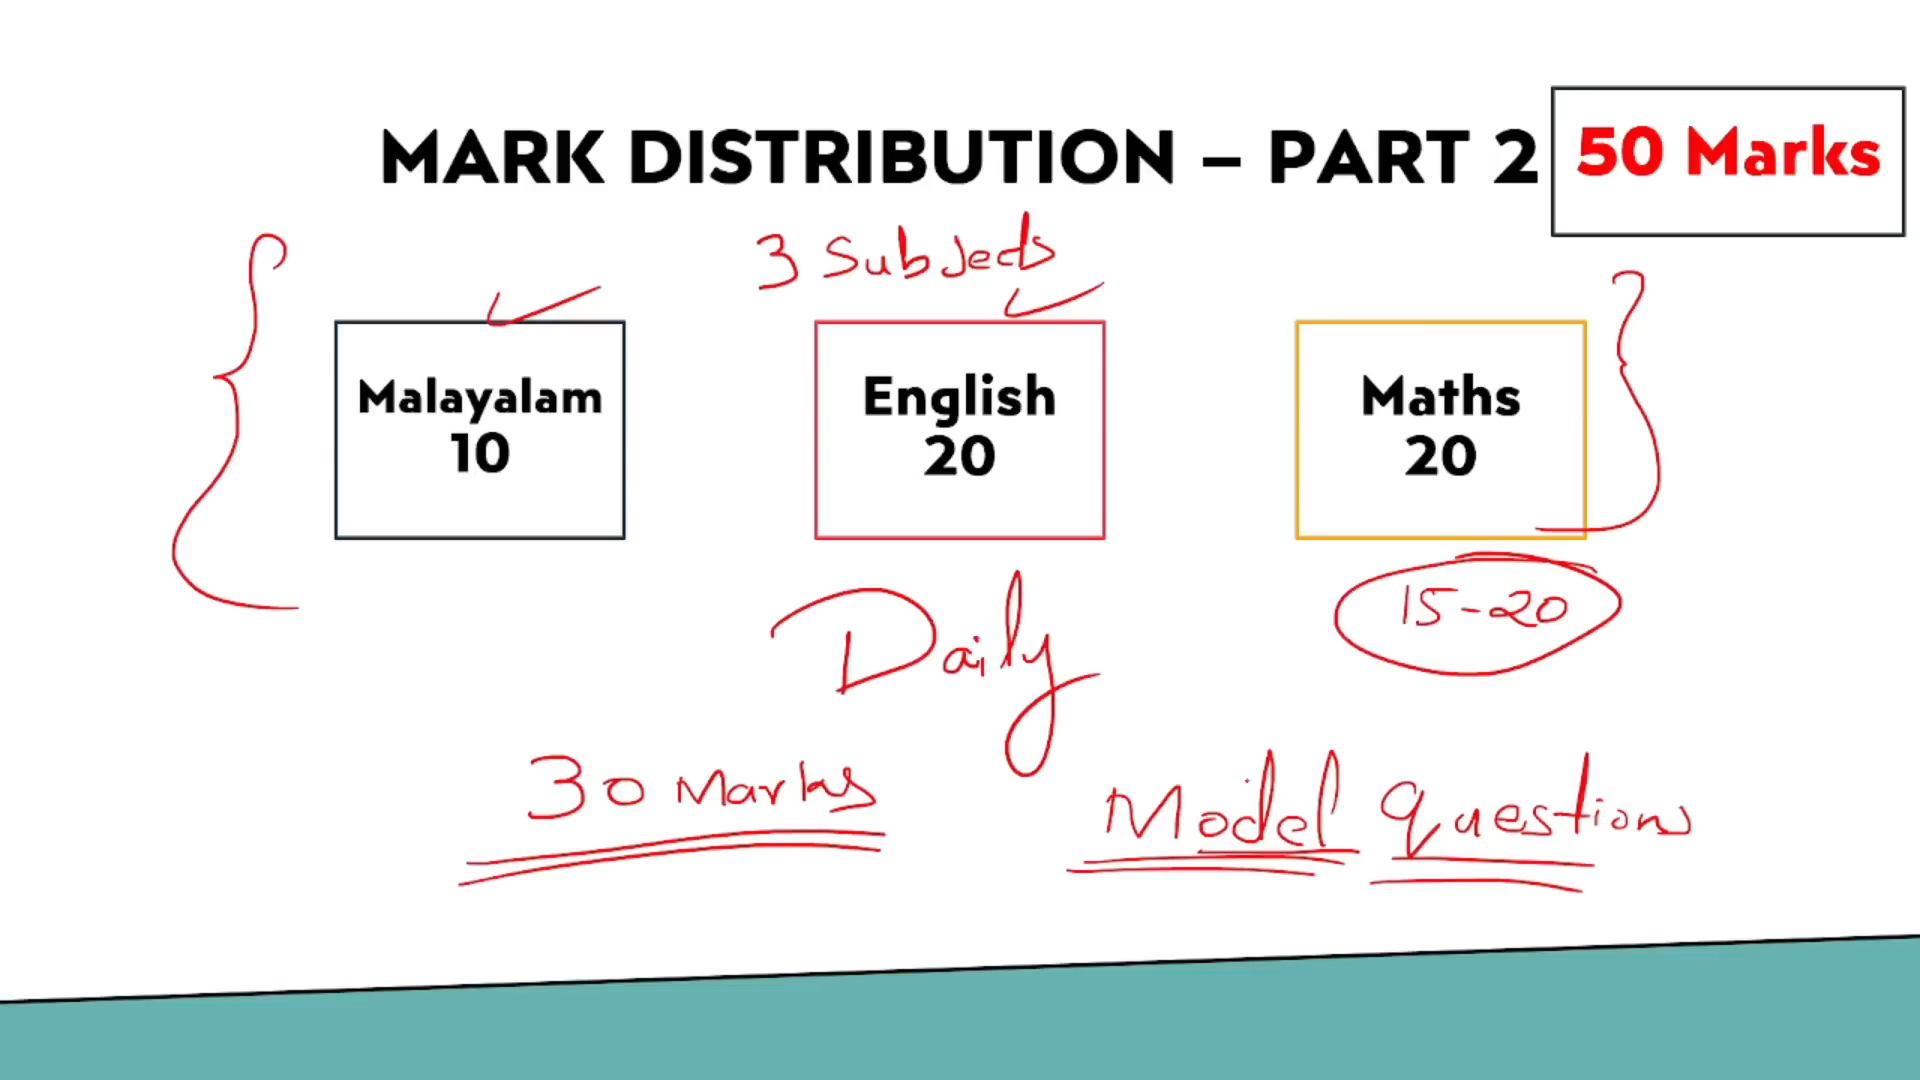 MARK DISTRIBUTION – PART 2
50 Marks
3 Subjects
Malayalam
10
English
20
Maths
20
15-20
Daily
30 Marks
Model Questions